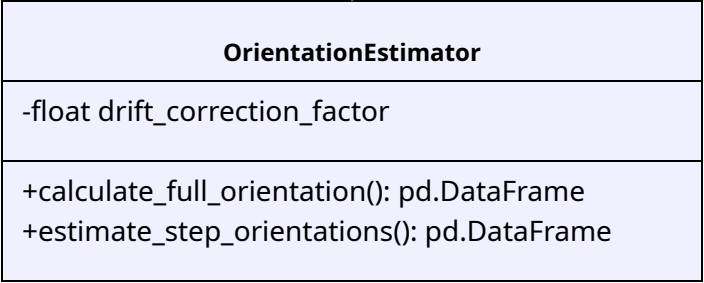 OrientationEstimator
-float drift_correction_factor
+calculate_full_orientation(): pd.DataFrame
+estimate_step_orientations(): pd.DataFrame